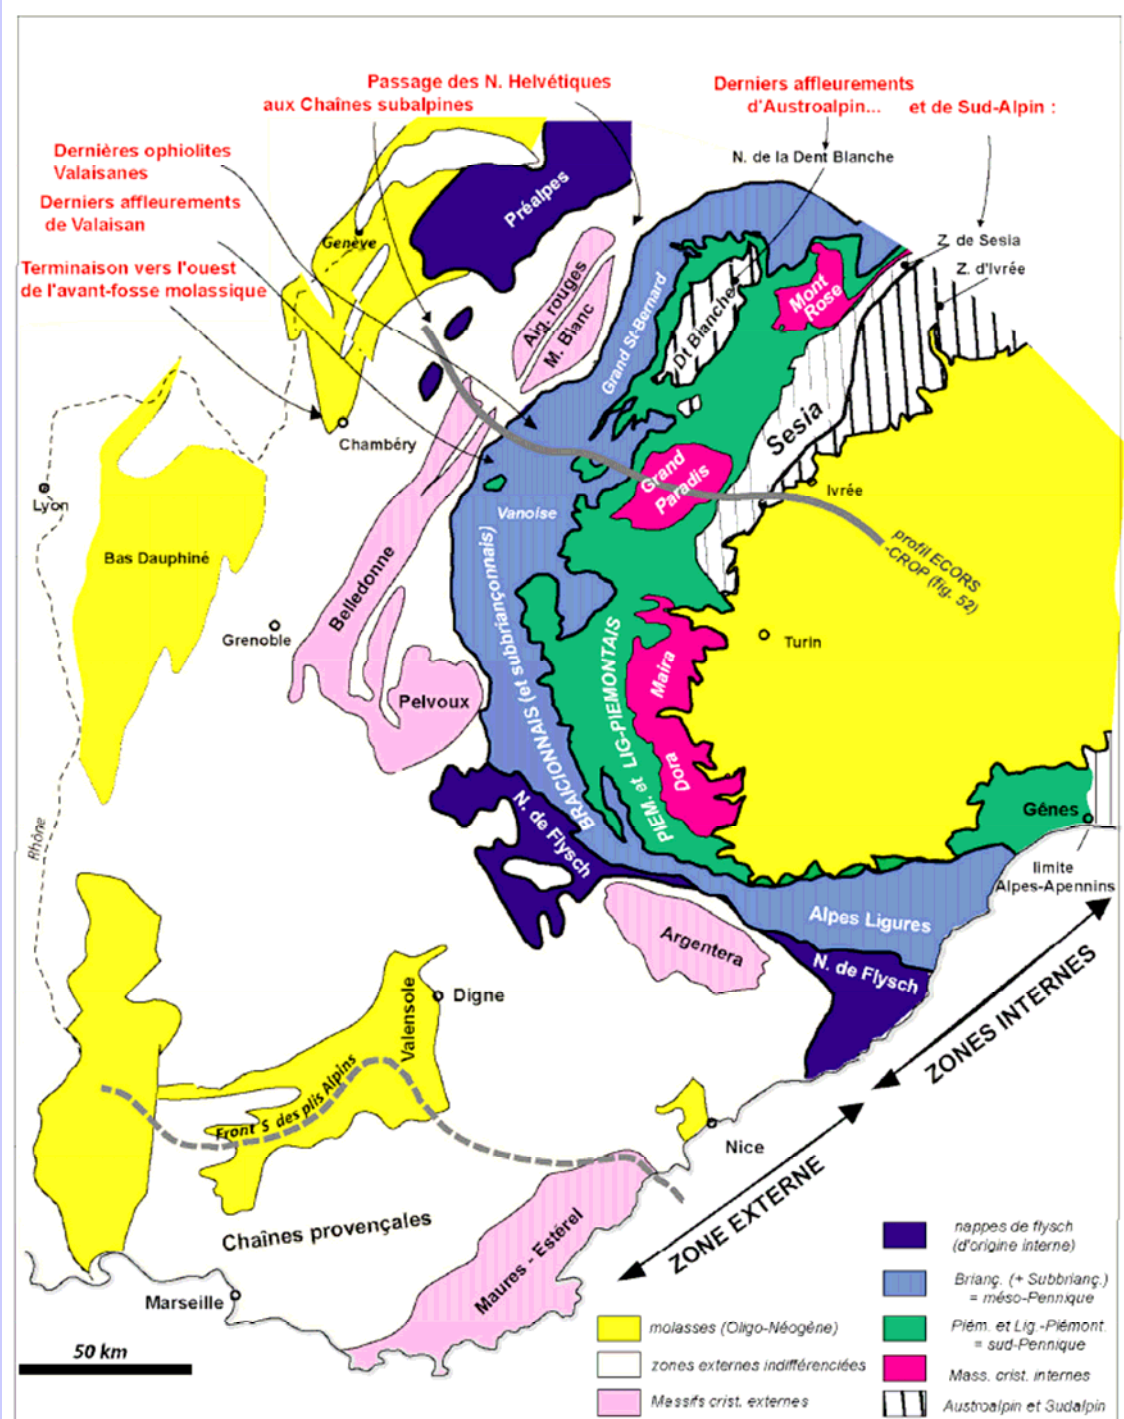 Passage des N. Helvétiques
aux Chaînes subalpines
Derniers affleurements
d'Austroalpin... et de Sud-Alpin :
Dernières ophiolites
Valaisanes
Derniers affleurements
de Valaisan
Terminaison vers l'ouest
de l'avant-fosse molassique
N. de la Dent Blanche
Z. de Sesia
Z. d'Ivrée
Préalpes
Genève
Aig. rouges
M. Blanc
Grand St-Bernard
Dt Blanche
Mont
Rose
Sesia
Chambéry
Lyon
Bas Dauphiné
Grand
Paradis
Ivrée
Vanoise
profil ECORS
-CROP (fig. 52)
Belledonne
Grenoble
Turin
Pelvoux
BRAICIONNAIS (et subbriançonnais)
PIEM. et LIG-PIEMONTAIS
Maira
Dora
N. de Flysch
Rhône
Gênes
limite
Alpes-Apennins
Alpes Ligures
Argentera
N. de Flysch
Digne
Valensole
ZONES INTERNES
Front S des plis Alpins
Nice
ZONE EXTERNE
Chaînes provençales
Maures - Estérel
Marseille
50 km
nappes de flysch
(d'origine interne)
Brianç. (+ Subbrianç.)
= méso-Pennique
molasses (Oligo-Néogène)
Piém. et Lig.-Piémont.
= sud-Pennique
zones externes indifférenciées
Mass. crist. internes
Massifs crist. externes
Austroalpin et Sudalpin